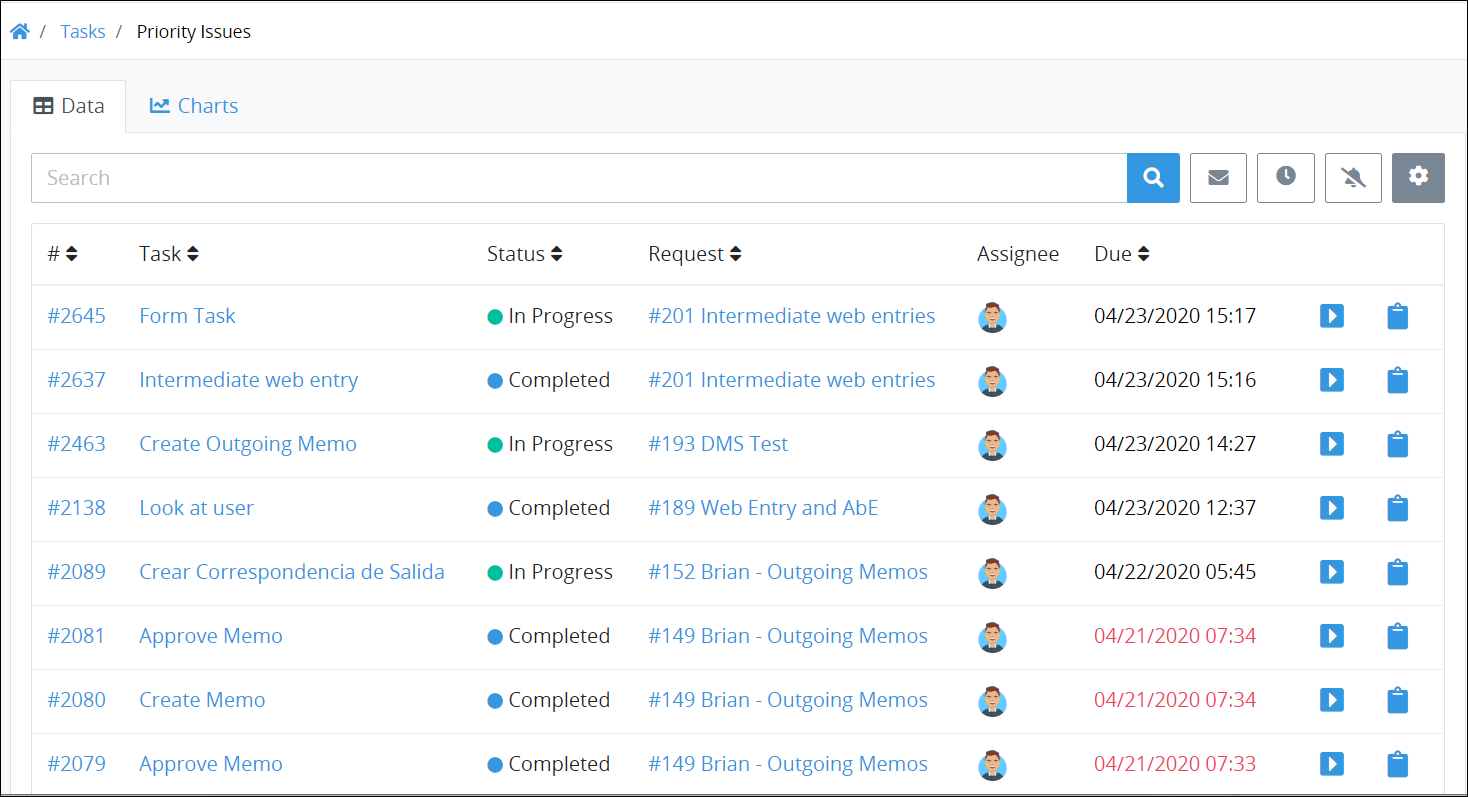 / Tasks / Priority Issues
Data Charts
Search
# Task Status Request Assignee Due
#2645 Form Task In Progress #201 Intermediate web entries 04/23/2020 15:17
#2637 Intermediate web entry Completed #201 Intermediate web entries 04/23/2020 15:16
#2463 Create Outgoing Memo In Progress #193 DMS Test 04/23/2020 14:27
#2138 Look at user Completed #189 Web Entry and AbE 04/23/2020 12:37
#2089 Crear Correspondencia de Salida In Progress #152 Brian - Outgoing Memos 04/22/2020 05:45
#2081 Approve Memo Completed #149 Brian - Outgoing Memos 04/21/2020 07:34
#2080 Create Memo Completed #149 Brian - Outgoing Memos 04/21/2020 07:34
#2079 Approve Memo Completed #149 Brian - Outgoing Memos 04/21/2020 07:33